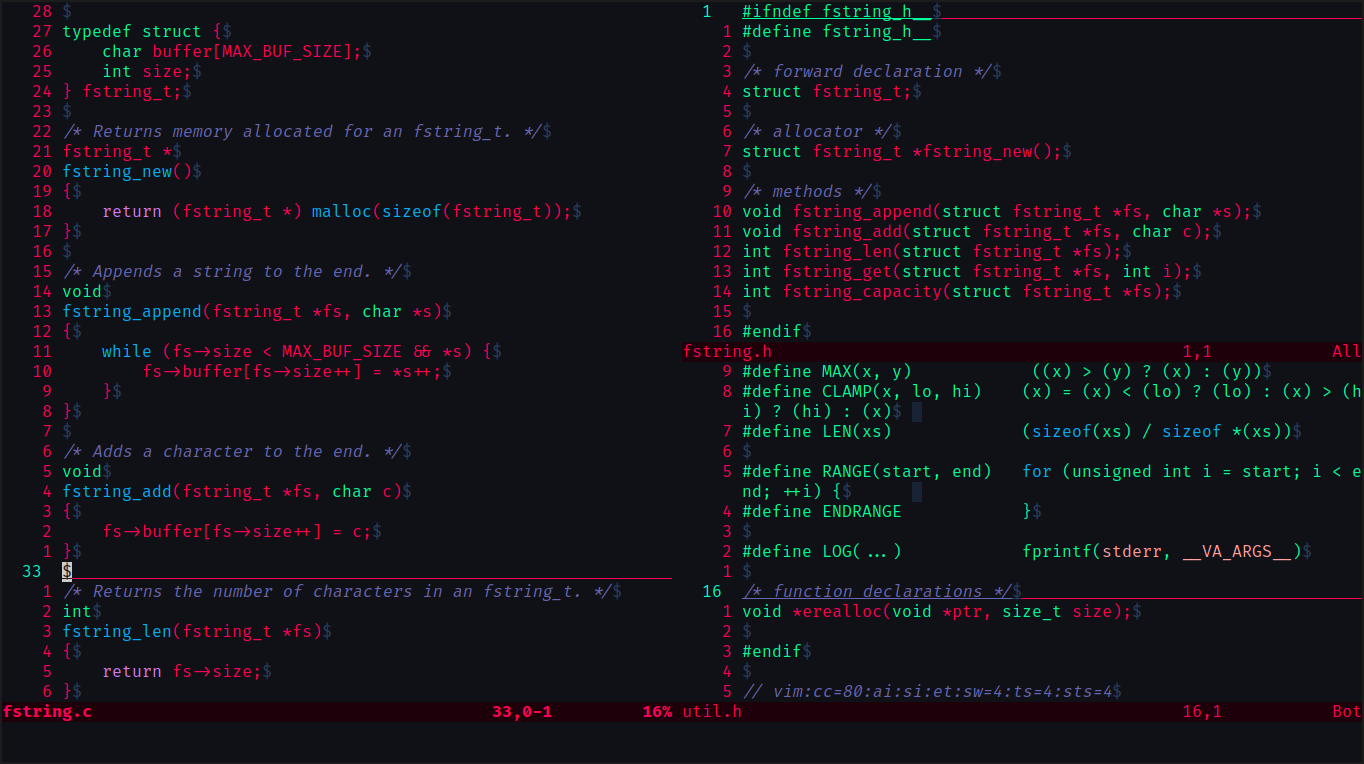 28 $
27 typedef struct {$
26     char buffer[MAX_BUF_SIZE];$
25     int size;$
24 } fstring_t;$
23 $
22 /* Returns memory allocated for an fstring_t. */$
21 fstring_t *$
20 fstring_new()$
19 {$
18     return (fstring_t *) malloc(sizeof(fstring_t));$
17 }$
16 $
15 /* Appends a string to the end. */$
14 void$
13 fstring_append(fstring_t *fs, char *s)$
12 {$
11     while (fs->size < MAX_BUF_SIZE && *s) {$
10         fs->buffer[fs->size++] = *s++;$
9     }$
8 }$
7 $
6 /* Adds a character to the end. */$
5 void$
4 fstring_add(fstring_t *fs, char c)$
3 {$
2     fs->buffer[fs->size++] = c;$
1 }$
33 $
1 /* Returns the number of characters in an fstring_t. */$
2 int$
3 fstring_len(fstring_t *fs)$
4 {$
5     return fs->size;$
6 }$
fstring.c 33,0-1 16%
1 #ifndef fstring_h__$
1 #define fstring_h__$
2 $
3 /* forward declaration */$
4 struct fstring_t;$
5 $
6 /* allocator */$
7 struct fstring_t *fstring_new();$
8 $
9 /* methods */$
10 void fstring_append(struct fstring_t *fs, char *s);$
11 void fstring_add(struct fstring_t *fs, char c);$
12 int fstring_len(struct fstring_t *fs);$
13 int fstring_get(struct fstring_t *fs, int i);$
14 int fstring_capacity(struct fstring_t *fs);$
15 $
16 #endif$
fstring.h 1,1 All
9 #define MAX(x, y)            ((x) > (y) ? (x) : (y))$
8 #define CLAMP(x, lo, hi)    (x) = (x) < (lo) ? (lo) : (x) > (h
i) ? (hi) : (x)$
7 #define LEN(xs)             (sizeof(xs) / sizeof *(xs))$
6 $
5 #define RANGE(start, end)   for (unsigned int i = start; i < e
nd; ++i) {$
4 #define ENDRANGE            }$
3 $
2 #define LOG(...)            fprintf(stderr, __VA_ARGS__)$
1 $
16 /* function declarations */$
1 void *erealloc(void *ptr, size_t size);$
2 $
3 #endif$
4 $
5 // vim:cc=80:ai:si:et:sw=4:ts=4:sts=4$
util.h 16,1 Bot